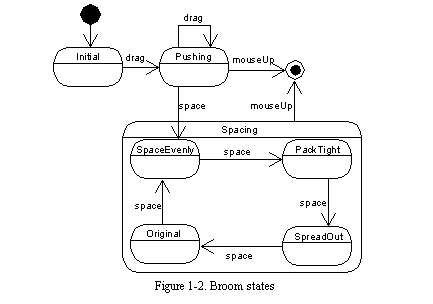 drag
Initial
drag
Pushing
mouseUp
space
mouseUp
Spacing
SpaceEvenly
space
PackTight
space
space
Original
space
SpreadOut
Figure 1-2. Broom states